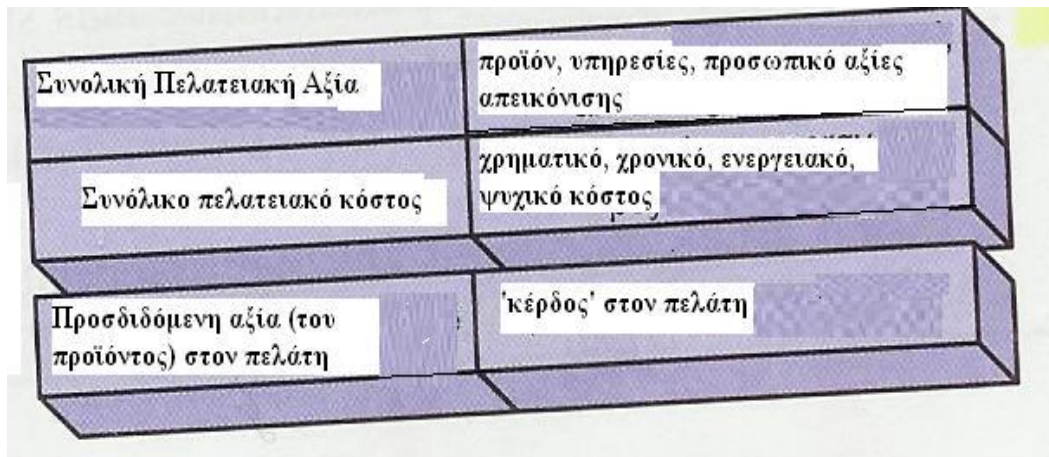 Συνολική Πελατειακή Αξία
προϊόν, υπηρεσίες, προσωπικό αξίες
απεικόνισης
Συνόλικο πελατειακό κόστος
χρηματικό, χρονικό, ενεργειακό,
ψυχικό κόστος
Προσδιδόμενη αξία (του
προϊόντος) στον πελάτη
'κέρδος' στον πελάτη